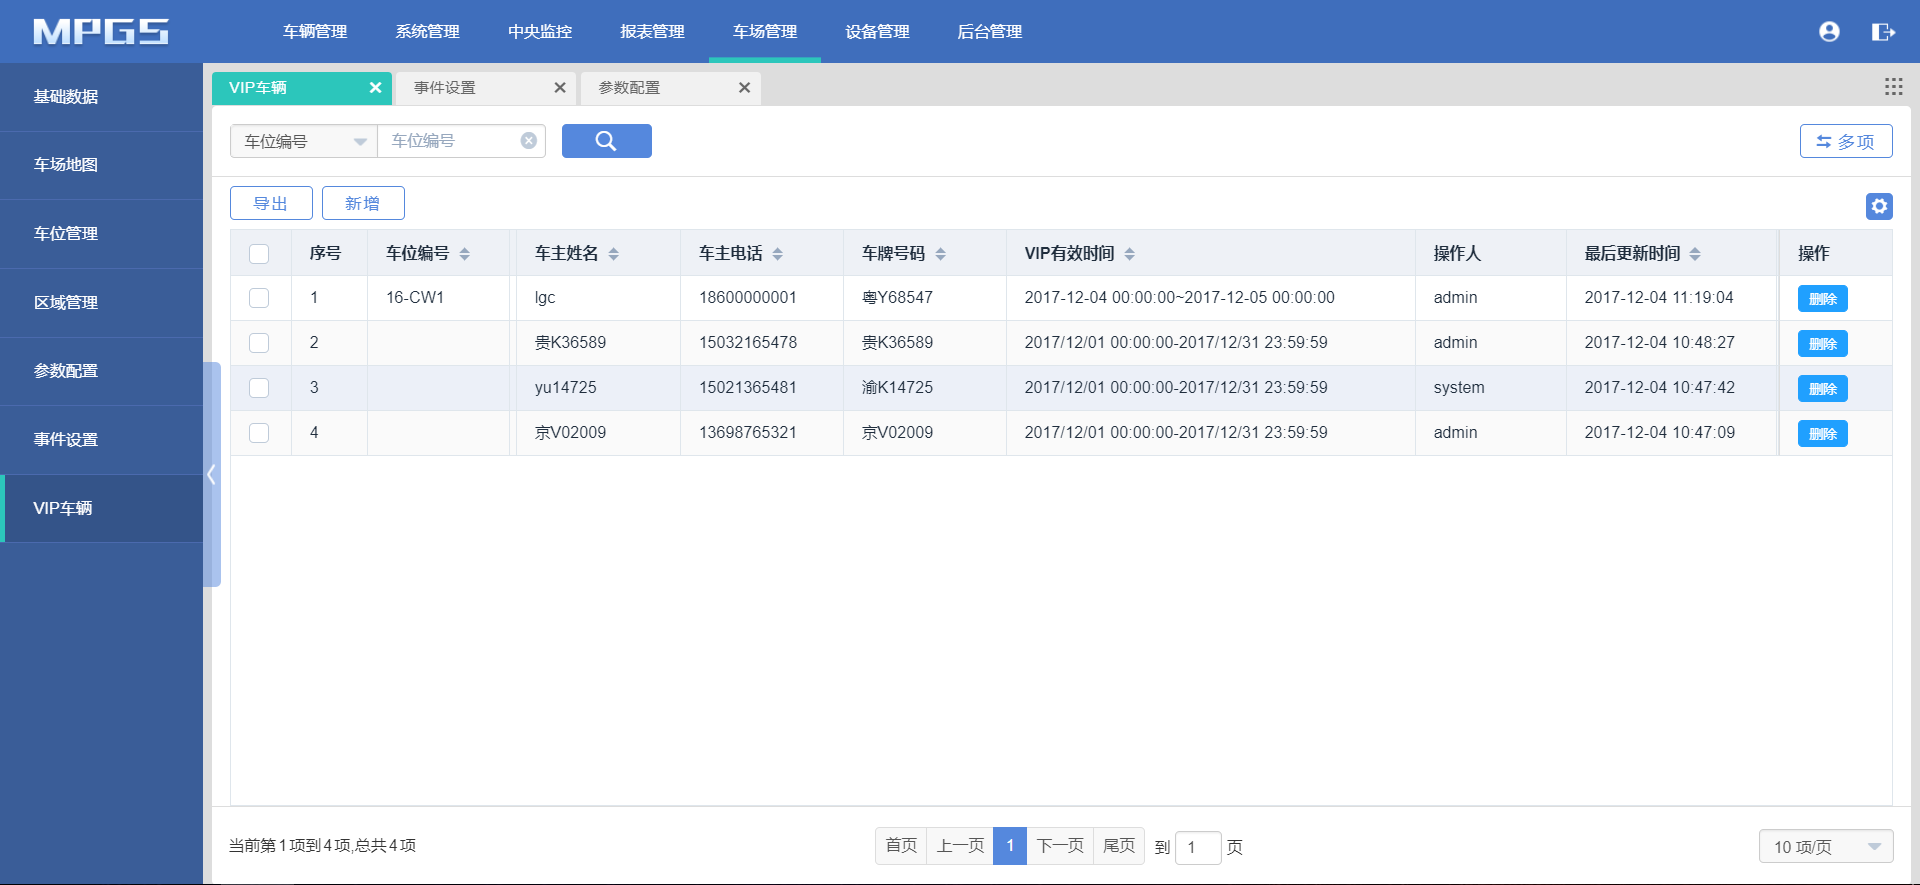 MPGS 车辆管理 系统管理 中央监控 报表管理 车场管理 设备管理 后台管理
基础数据
车场地图
车位管理
区域管理
参数配置
事件设置
VIP车辆
VIP车辆 事件设置 参数配置
车位编号 车位编号 多项
导出 新增
序号 车位编号 车主姓名 车主电话 车牌号码 VIP有效时间 操作人 最后更新时间 操作
1 16-CW1 lgc 18600000001 粤Y68547 2017-12-04 00:00:00~2017-12-05 00:00:00 admin 2017-12-04 11:19:04 删除
2 贵K36589 15032165478 贵K36589 2017/12/01 00:00:00-2017/12/31 23:59:59 admin 2017-12-04 10:48:27 删除
3 yu14725 15021365481 渝K14725 2017/12/01 00:00:00-2017/12/31 23:59:59 system 2017-12-04 10:47:42 删除
4 京V02009 13698765321 京V02009 2017/12/01 00:00:00-2017/12/31 23:59:59 admin 2017-12-04 10:47:09 删除
当前第1项到4项,总共4项 首页 上一页 1 下一页 尾页 到 1 页 10 项/页